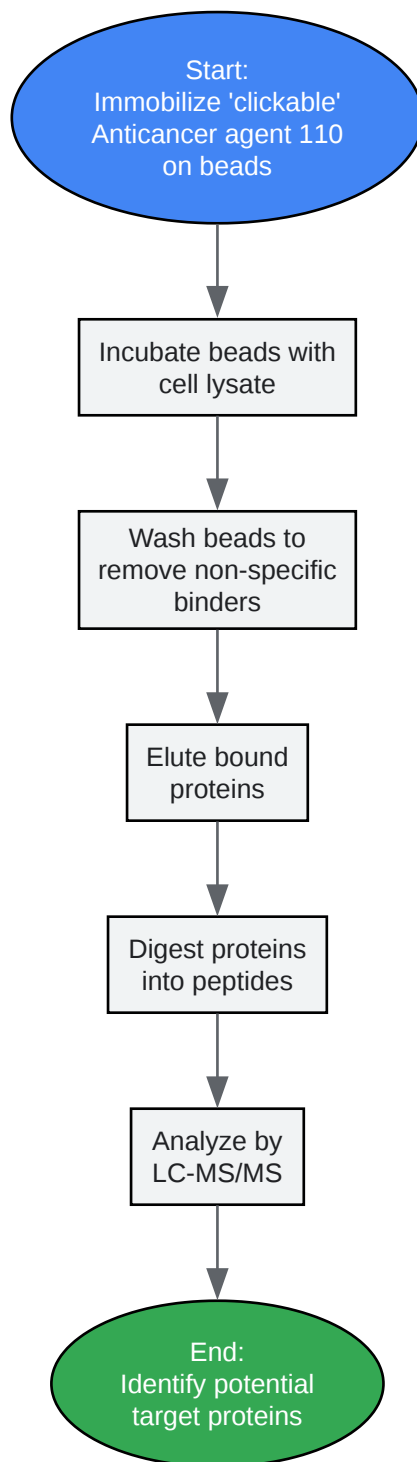 Start:
Immobilize 'clickable'
Anticancer agent 110
on beads
Incubate beads with
cell lysate
Wash beads to
remove non-specific
binders
Elute bound
proteins
Digest proteins
into peptides
Analyze by
LC-MS/MS
End:
Identify potential
target proteins